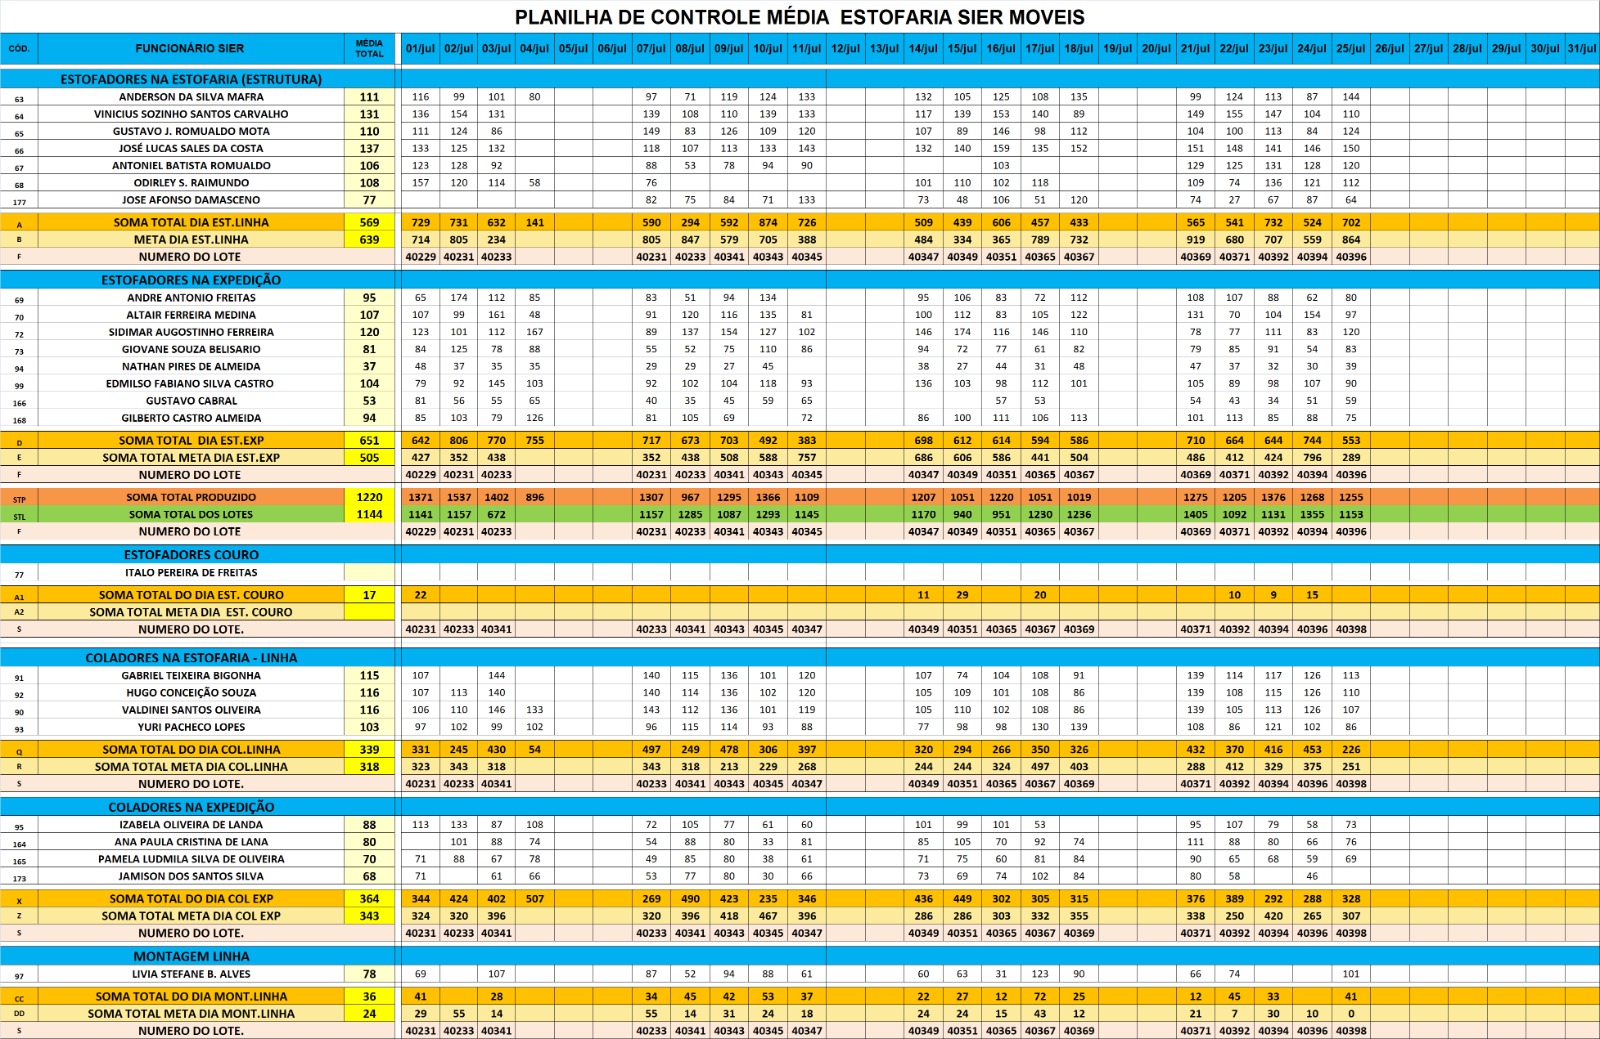 PLANILHA DE CONTROLE MÉDIA ESTOFARIA SIER MOVEIS
CÓD. FUNCIONÁRIO SIER MÉDIA TOTAL 01/jul 02/jul 03/jul 04/jul 05/jul 06/jul 07/jul 08/jul 09/jul 10/jul 11/jul 12/jul 13/jul 14/jul 15/jul 16/jul 17/jul 18/jul 19/jul 20/jul 21/jul 22/jul 23/jul 24/jul 25/jul 26/jul 27/jul 28/jul 29/jul 30/jul 31/jul
ESTOFADORES NA ESTOFARIA (ESTRUTURA)
63 ANDERSON DA SILVA MAFRA 111 116 99 101 80 97 71 119 124 133 132 105 125 108 135 99 124 113 87 144
64 VINICIUS SOZINHO SANTOS CARVALHO 131 136 154 131 139 108 110 139 133 117 139 153 140 89 149 155 147 104 110
65 GUSTAVO J. ROMUALDO MOTA 110 111 124 86 149 83 126 109 120 107 89 146 98 112 104 100 113 84 124
66 JOSÉ LUCAS SALES DA COSTA 137 133 125 132 118 107 113 133 143 132 140 159 135 152 151 148 141 146 150
67 ANTONIEL BATISTA ROMUALDO 106 123 128 92 88 53 78 94 90 103 129 125 131 128 120
68 ODIRLEY S. RAIMUNDO 108 157 120 114 58 76 101 110 102 118 109 74 136 121 112
177 JOSE AFONSO DAMASCENO 77 82 75 84 71 133 73 48 106 51 120 74 27 67 87 64
A SOMA TOTAL DIA EST.LINHA 569 729 731 632 141 590 294 592 874 726 509 439 606 457 433 565 541 732 524 702
B META DIA EST.LINHA 639 714 805 234 805 847 579 705 388 484 334 365 789 732 919 680 707 559 864
F NUMERO DO LOTE 40229 40231 40233 40231 40233 40341 40343 40345 40347 40349 40351 40365 40367 40369 40371 40392 40394 40396
ESTOFADORES NA EXPEDIÇÃO
69 ANDRE ANTONIO FREITAS 95 65 174 112 85 83 51 94 134 95 106 83 72 112 108 107 88 62 80
70 ALTAIR FERREIRA MEDINA 107 107 99 161 48 91 120 116 135 81 100 112 83 105 122 131 70 104 154 97
72 SIDIMAR AUGOSTINHO FERREIRA 120 123 101 112 167 89 137 154 127 102 146 174 116 146 110 78 77 111 83 120
73 GIOVANE SOUZA BELISARIO 81 84 125 78 88 55 52 75 110 86 94 72 77 61 82 79 85 91 54 83
94 NATHAN PIRES DE ALMEIDA 37 48 37 35 35 29 29 27 45 38 27 44 31 48 47 37 32 30 39
99 EDMILSO FABIANO SILVA CASTRO 104 79 92 145 103 92 102 104 118 93 136 103 98 112 101 105 89 98 107 90
166 GUSTAVO CABRAL 53 81 56 55 65 40 35 45 59 65 57 53 54 43 34 51 59
168 GILBERTO CASTRO ALMEIDA 94 85 103 79 126 81 105 69 72 86 100 111 106 113 101 113 85 88 75
D SOMA TOTAL DIA EST.EXP 651 642 806 770 755 717 673 703 492 383 698 612 614 594 586 710 664 644 744 553
E SOMA TOTAL META DIA EST.EXP 505 427 352 438 352 438 508 588 757 686 606 586 441 504 486 412 424 796 289
F NUMERO DO LOTE 40229 40231 40233 40231 40233 40341 40343 40345 40347 40349 40351 40365 40367 40369 40371 40392 40394 40396
STP SOMA TOTAL PRODUZIDO 1220 1371 1537 1402 896 1307 967 1295 1366 1109 1207 1051 1220 1051 1019 1275 1205 1376 1268 1255
STL SOMA TOTAL DOS LOTES 1144 1141 1157 672 1157 1285 1087 1293 1145 1170 940 951 1230 1236 1405 1092 1131 1355 1153
F NUMERO DO LOTE 40229 40231 40233 40231 40233 40341 40343 40345 40347 40349 40351 40365 40367 40369 40371 40392 40394 40396
ESTOFADORES COURO
77 ITALO PEREIRA DE FREITAS
A1 SOMA TOTAL DO DIA EST. COURO 17 22 11 29 20 10 9 15
A2 SOMA TOTAL META DIA EST. COURO
S NUMERO DO LOTE. 40231 40233 40341 40233 40341 40343 40345 40347 40349 40351 40365 40367 40369 40371 40392 40394 40396 40398
COLADORES NA ESTOFARIA - LINHA
91 GABRIEL TEIXEIRA BIGONHA 115 107 144 140 115 136 101 120 107 74 104 108 91 139 114 117 126 113
92 HUGO CONCEIÇÃO SOUZA 116 107 113 140 140 114 136 102 120 105 109 101 108 86 139 108 115 126 110
90 VALDINEI SANTOS OLIVEIRA 116 106 110 146 133 143 112 136 101 119 105 110 102 108 86 139 105 113 126 107
93 YURI PACHECO LOPES 103 97 102 99 102 96 115 114 93 88 77 98 98 130 139 108 86 121 102 86
Q SOMA TOTAL DO DIA COL.LINHA 339 331 245 430 54 497 249 478 306 397 320 294 266 350 326 432 370 416 453 226
R SOMA TOTAL META DIA COL.LINHA 318 323 343 318 343 318 213 229 268 244 244 324 497 403 288 412 329 375 251
S NUMERO DO LOTE. 40231 40233 40341 40233 40341 40343 40345 40347 40349 40351 40365 40367 40369 40371 40392 40394 40396 40398
COLADORES NA EXPEDIÇÃO
95 IZABELA OLIVEIRA DE LANDA 88 113 133 87 108 72 105 77 61 60 101 99 101 53 95 107 79 58 73
164 ANA PAULA CRISTINA DE LANA 80 101 88 74 54 88 80 33 81 85 105 70 92 74 111 88 80 66 76
165 PAMELA LUDMILA SILVA DE OLIVEIRA 70 71 88 67 78 49 85 80 38 61 71 75 60 81 84 90 65 68 59 69
173 JAMISON DOS SANTOS SILVA 68 71 61 66 53 77 80 30 66 73 69 74 102 84 80 58 46
X SOMA TOTAL DO DIA COL EXP 364 344 424 402 507 269 490 423 235 346 436 449 302 305 315 376 389 292 288 328
Z SOMA TOTAL META DIA COL EXP 343 324 320 396 320 396 418 467 396 286 286 303 332 355 338 250 420 265 307
S NUMERO DO LOTE. 40231 40233 40341 40233 40341 40343 40345 40347 40349 40351 40365 40367 40369 40371 40392 40394 40396 40398
MONTAGEM LINHA
97 LIVIA STEFANE B. ALVES 78 69 107 87 52 94 88 61 60 63 31 123 90 66 74 101
CC SOMA TOTAL DO DIA MONT.LINHA 36 41 28 34 45 42 53 37 22 27 12 72 25 12 45 33 41
DD SOMA TOTAL META DIA MONT.LINHA 24 29 55 14 55 14 31 24 18 24 24 15 43 12 21 7 30 10 0
S NUMERO DO LOTE. 40231 40233 40341 40233 40341 40343 40345 40347 40349 40351 40365 40367 40369 40371 40392 40394 40396 40398